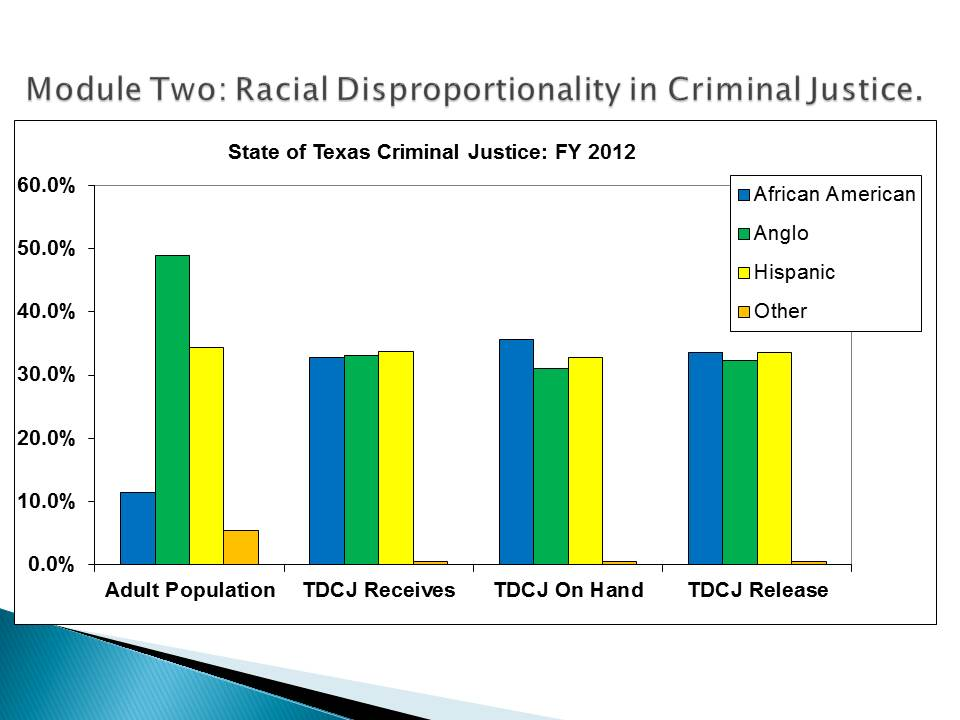 Module Two: Racial Disproportionality in Criminal Justice.
State of Texas Criminal Justice: FY 2012
60.0%
50.0%
40.0%
30.0%
20.0%
10.0%
0.0%
African American
Anglo
Hispanic
Other
Adult Population TDCJ Receives TDCJ On Hand TDCJ Release